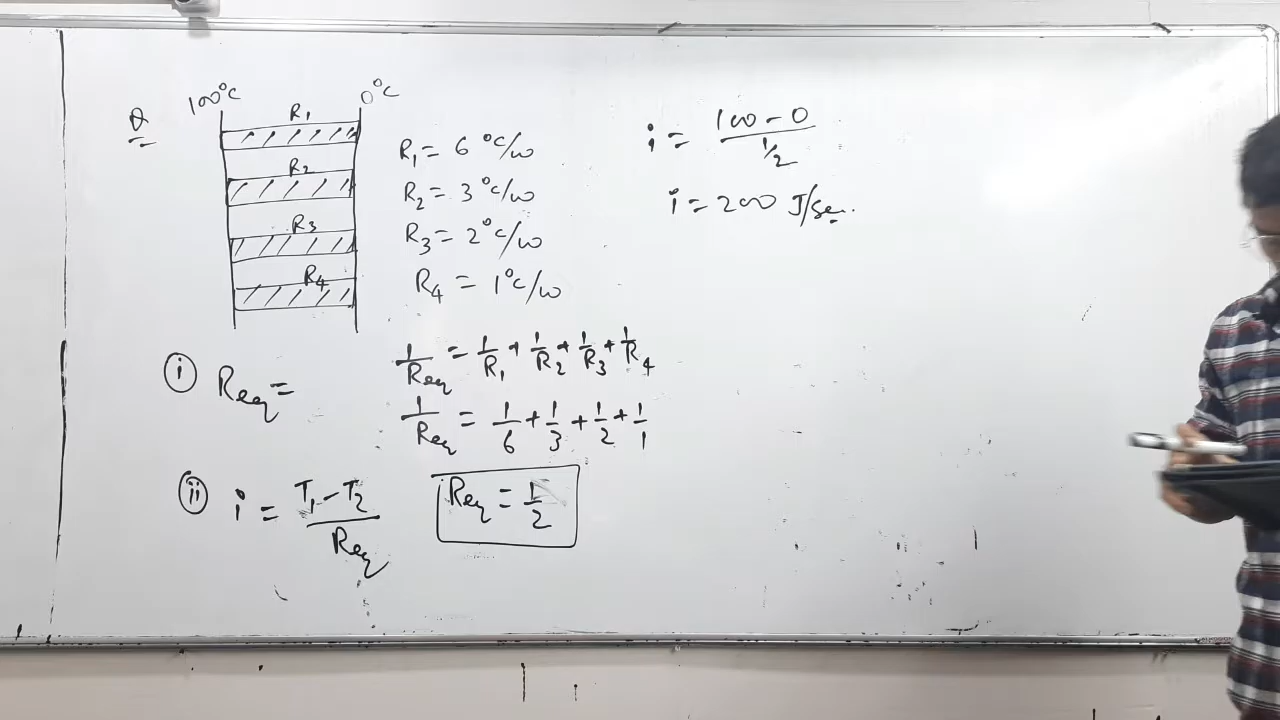 Q
100°C 0°C
R1
R2
R3
R4
R1 = 6 °C/W
R2 = 3 °C/W
R3 = 2 °C/W
R4 = 1 °C/W
i Req =
1/Req = 1/R1 + 1/R2 + 1/R3 + 1/R4
1/Req = 1/6 + 1/3 + 1/2 + 1/1
Req = 1/2
ii i = T1 - T2 / Req
i = 100 - 0 / 1/2
i = 200 J/sec.